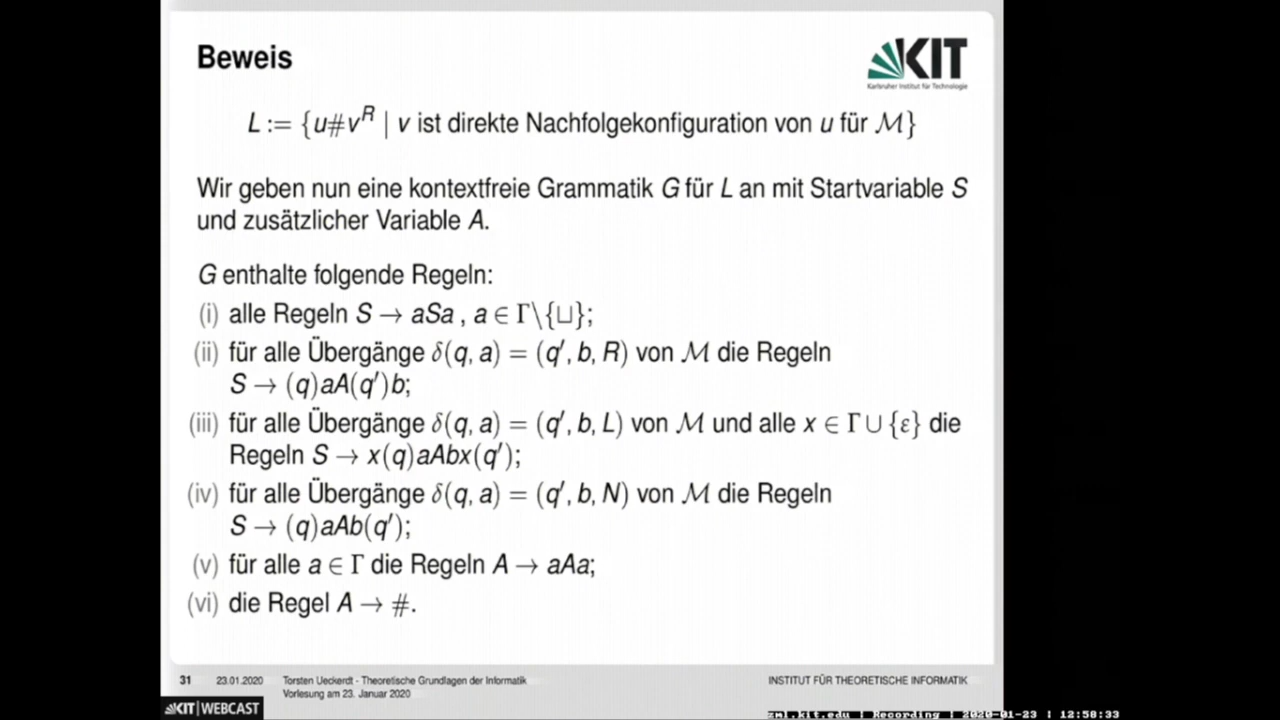 Beweis
KIT
Karlsruher Institut für Technologie
L := {u#v^R | v ist direkte Nachfolgekonfiguration von u für ℳ}
Wir geben nun eine kontextfreie Grammatik G für L an mit Startvariable S
und zusätzlicher Variable A.
G enthalte folgende Regeln:
(i) alle Regeln S → aSa , a ∈ Γ\{⊔};
(ii) für alle Übergänge δ(q, a) = (q′, b, R) von ℳ die Regeln
S → (q)aA(q′)b;
(iii) für alle Übergänge δ(q, a) = (q′, b, L) von ℳ und alle x ∈ Γ ∪ {ε} die
Regeln S → x(q)aAbx(q′);
(iv) für alle Übergänge δ(q, a) = (q′, b, N) von ℳ die Regeln
S → (q)aAb(q′);
(v) für alle a ∈ Γ die Regeln A → aAa;
(vi) die Regel A → #.
31 23.01.2020 Torsten Ueckerdt - Theoretische Grundlagen der Informatik INSTITUT FÜR THEORETISCHE INFORMATIK
Vorlesung am 23. Januar 2020
KIT|WEBCAST
zml.kit.edu | Recording | 2020-01-23 | 12:58:33